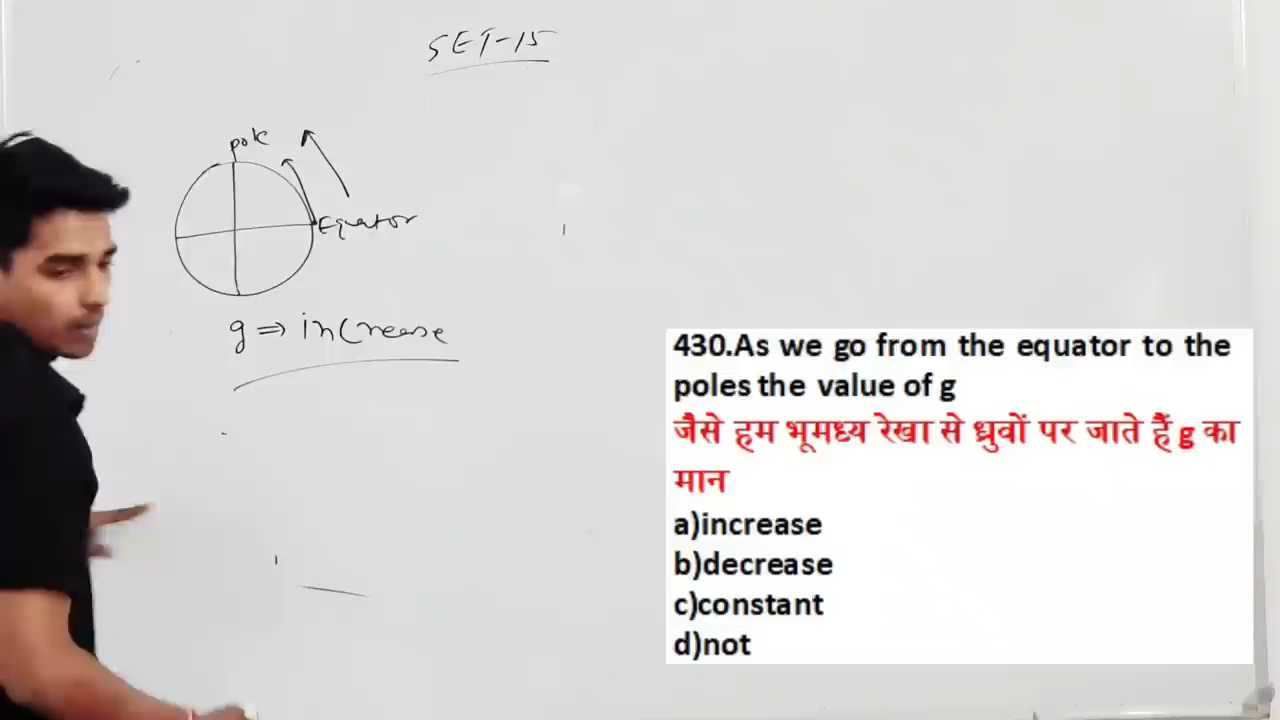 SET-15
pole
Equator
g ⇒ increase
430.As we go from the equator to the
poles the value of g
जैसे हम भूमध्य रेखा से ध्रुवों पर जाते हैं g का
मान
a)increase
b)decrease
c)constant
d)not